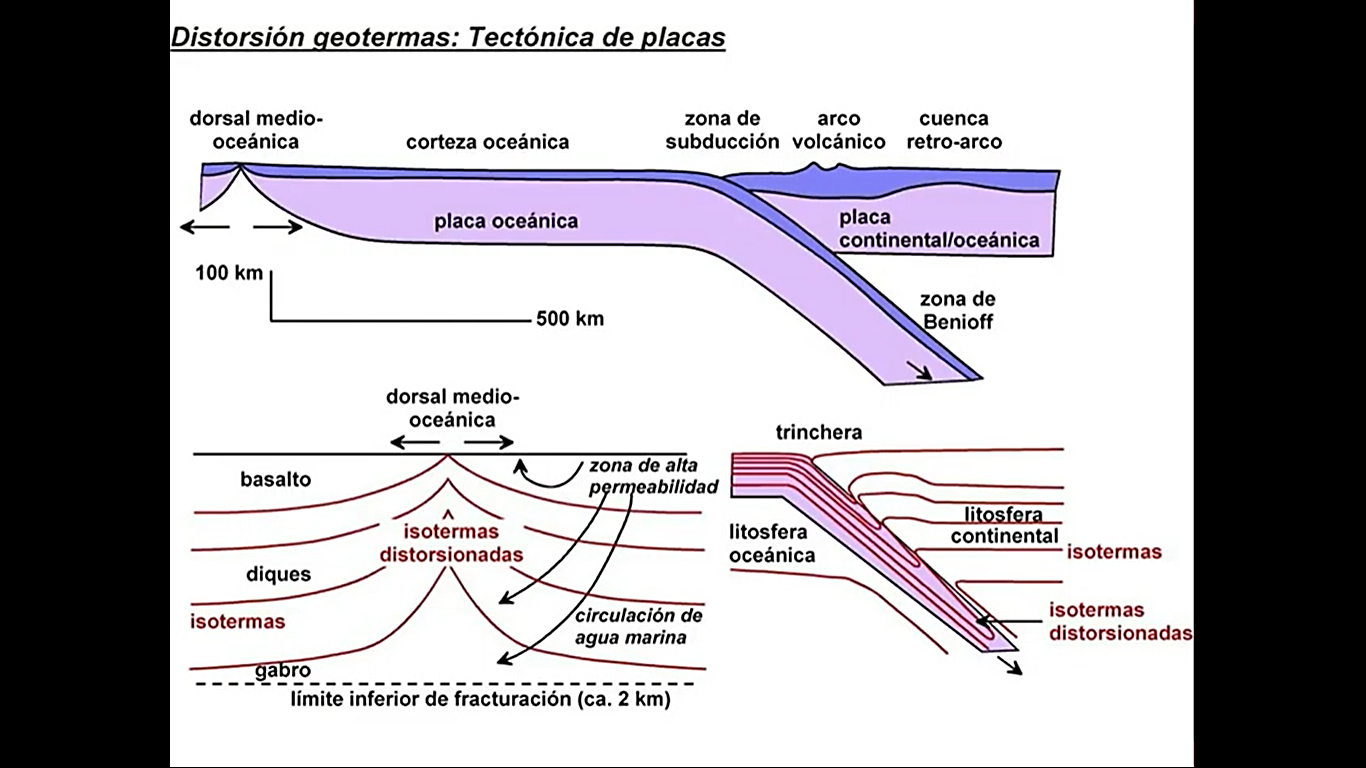 Distorsión geotermas: Tectónica de placas
dorsal medio-
oceánica
corteza oceánica
zona de
subducción
arco
volcánico
cuenca
retro-arco
placa oceánica
placa
continental/oceánica
100 km
500 km
zona de
Benioff
dorsal medio-
oceánica
basalto
zona de alta
permeabilidad
isotermas
distorsionadas
diques
isotermas
circulación de
agua marina
gabro
límite inferior de fracturación (ca. 2 km)
trinchera
litosfera
oceánica
litosfera
continental
isotermas
isotermas
distorsionadas